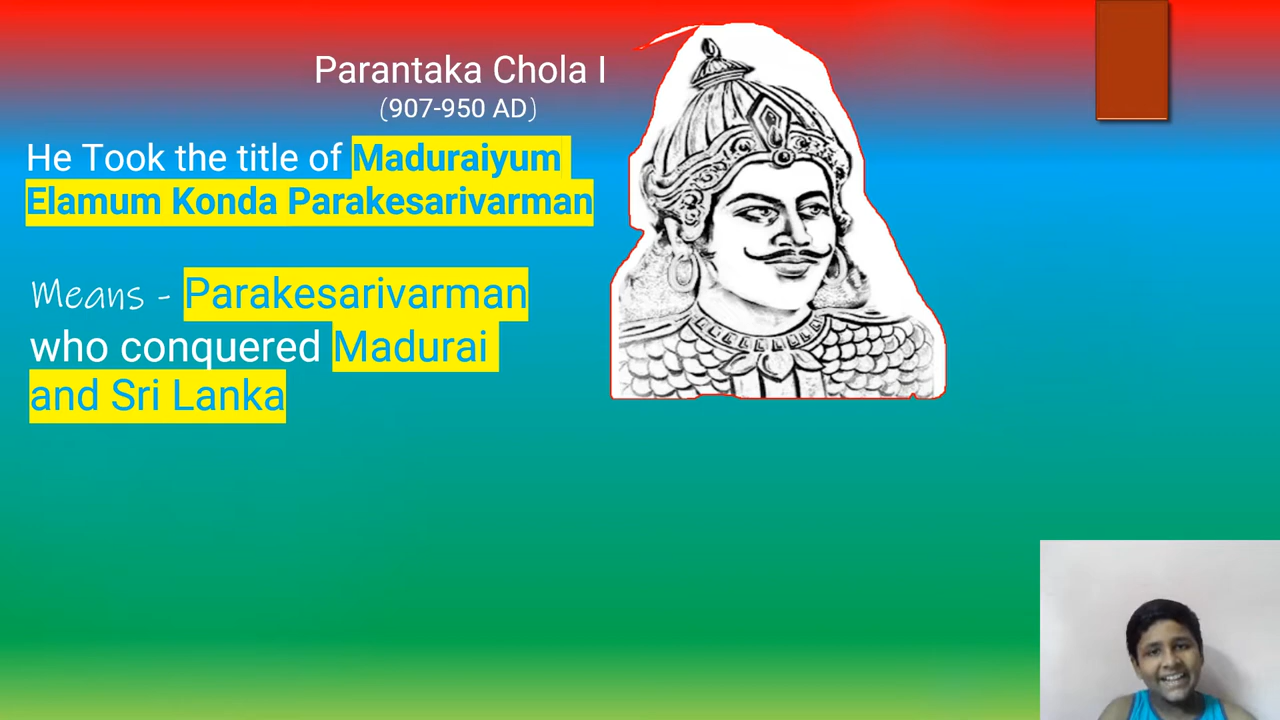 Parantaka Chola I
(907-950 AD)
He Took the title of Maduraiyum
Elamum Konda Parakesarivarman
Means - Parakesarivarman
who conquered Madurai
and Sri Lanka